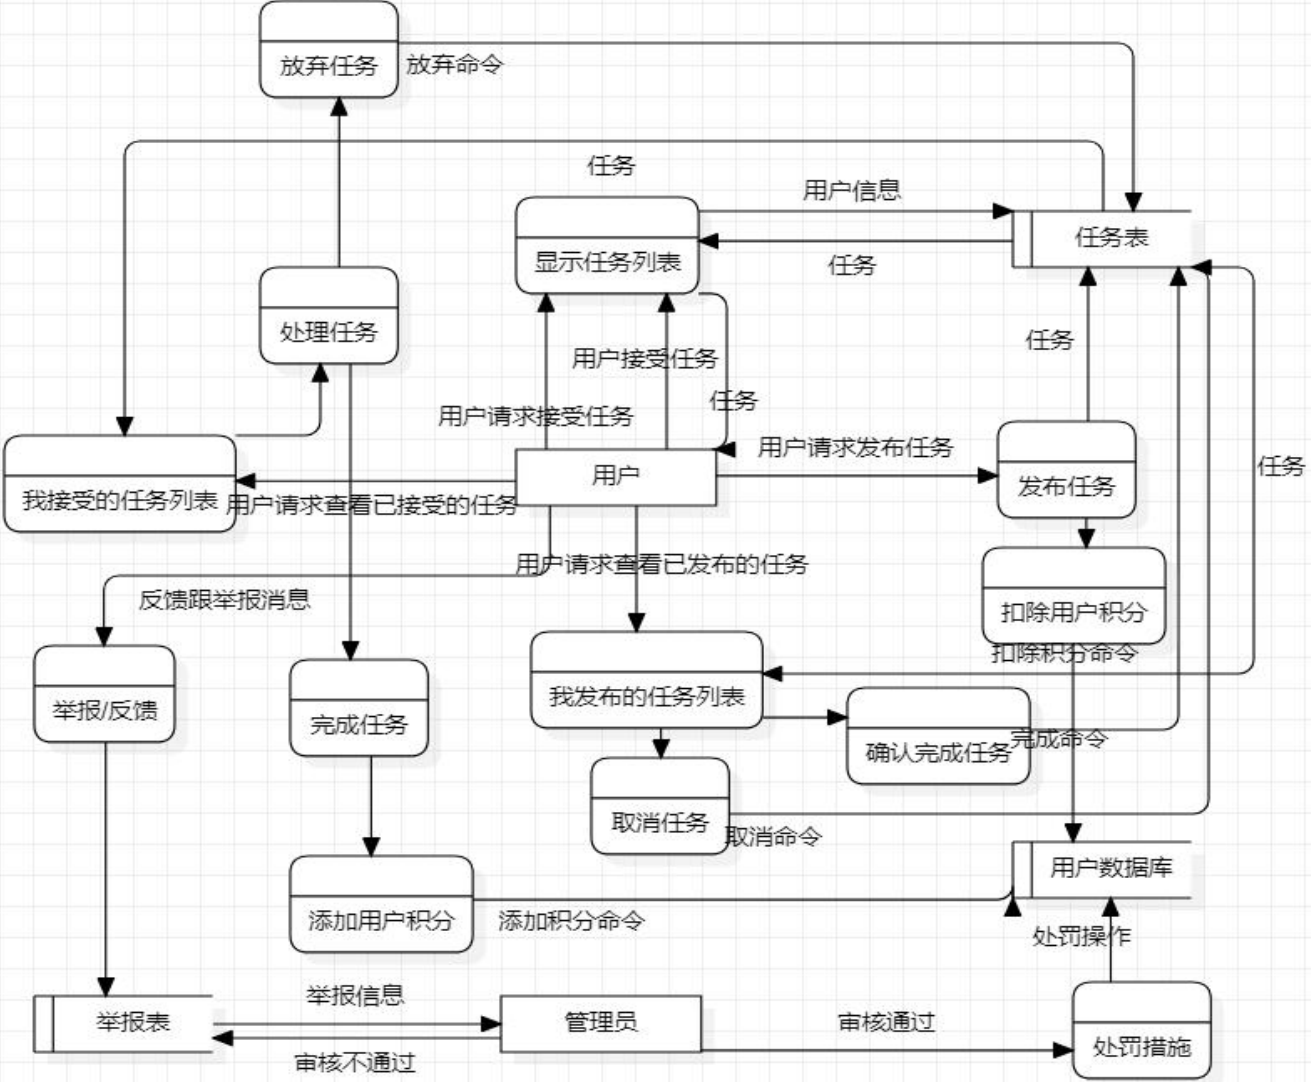 放弃任务
放弃命令
任务
用户信息
任务表
显示任务列表
任务
处理任务
任务
用户接受任务
任务
用户请求接受任务
用户请求发布任务
用户
任务
发布任务
我接受的任务列表
用户请求查看已接受的任务
用户请求查看已发布的任务
反馈跟举报消息
扣除用户积分
扣除积分命令
我发布的任务列表
举报/反馈
完成任务
确认完成任务
完成命令
取消任务
取消命令
用户数据库
添加用户积分
添加积分命令
处罚操作
举报信息
举报表
管理员
审核通过
处罚措施
审核不通过